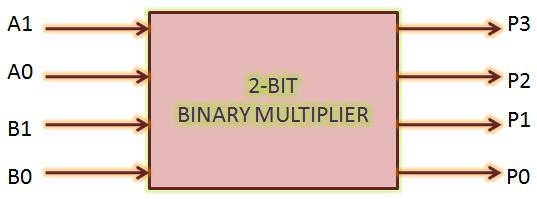 A1
A0
B1
B0
2-BIT
BINARY MULTIPLIER
P3
P2
P1
P0